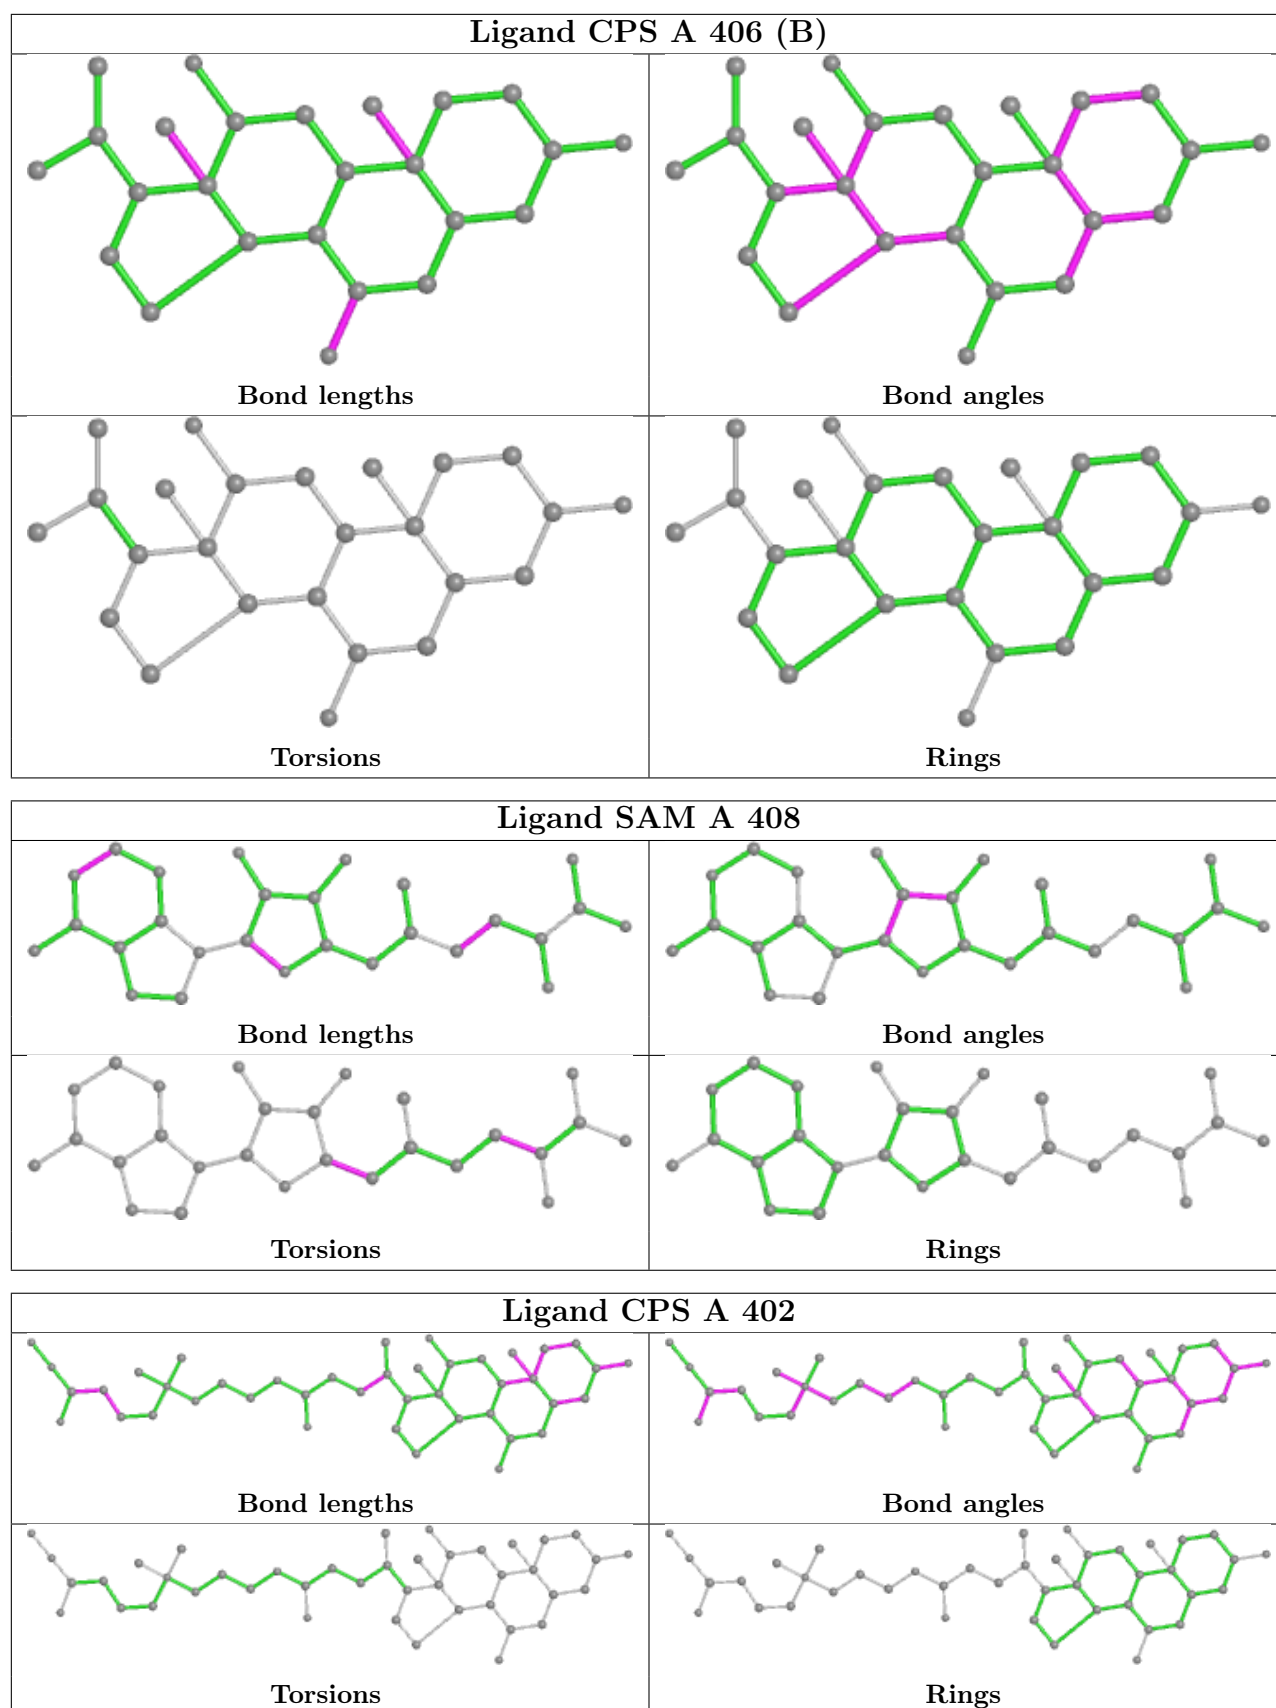 Ligand CPS A 406 (B)
Bond lengths
Bond angles
Torsions
Rings
Ligand SAM A 408
Bond lengths
Bond angles
Torsions
Rings
Ligand CPS A 402
Bond lengths
Bond angles
Torsions
Rings